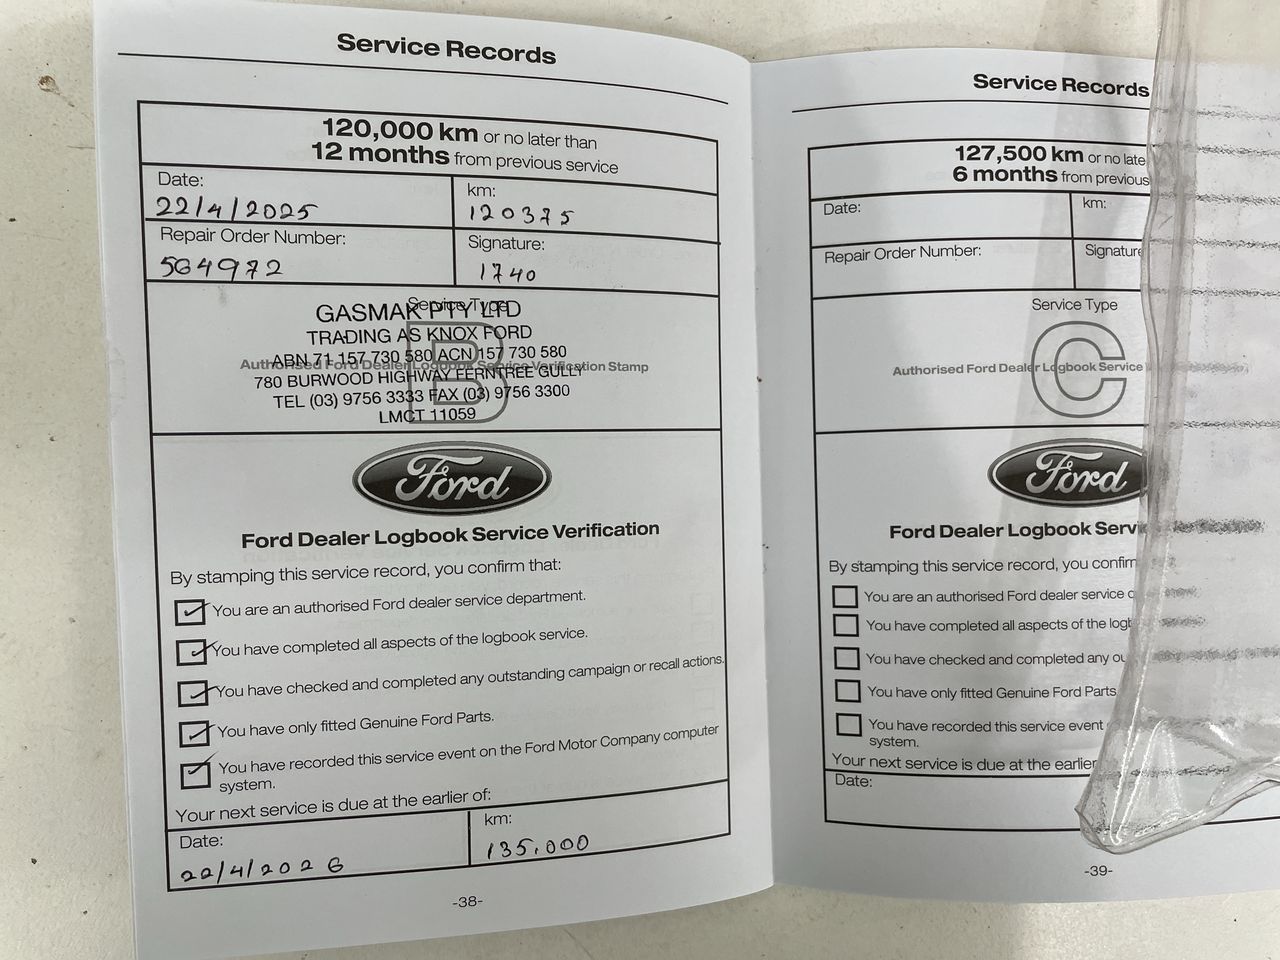 Service Records
120,000 km or no later than
12 months from previous service
Date:
22/4/2025
km:
120375
Repair Order Number:
564972
Signature:
1740
Service Type
B
Authorised Ford Dealer Logbook Service Verification Stamp
GASMAK PTY LTD
TRADING AS KNOX FORD
ABN 71 157 730 580 ACN 157 730 580
780 BURWOOD HIGHWAY FERNTREE GULLY
TEL (03) 9756 3333 FAX (03) 9756 3300
LMCT 11059
Ford
Ford Dealer Logbook Service Verification
By stamping this service record, you confirm that:
You are an authorised Ford dealer service department.
You have completed all aspects of the logbook service.
You have checked and completed any outstanding campaign or recall actions.
You have only fitted Genuine Ford Parts.
You have recorded this service event on the Ford Motor Company computer
system.
Your next service is due at the earlier of:
Date:
22/4/2026
km:
135.000
-38-
Service Records
127,500 km or no late
6 months from previous
Date:
km:
Repair Order Number:
Signature
Service Type
C
Authorised Ford Dealer Logbook Service
Ford
Ford Dealer Logbook Servi
By stamping this service record, you confirm
You are an authorised Ford dealer service
You have completed all aspects of the log
You have checked and completed any ou
You have only fitted Genuine Ford Parts
You have recorded this service event
system.
Your next service is due at the earlier
Date:
-39-